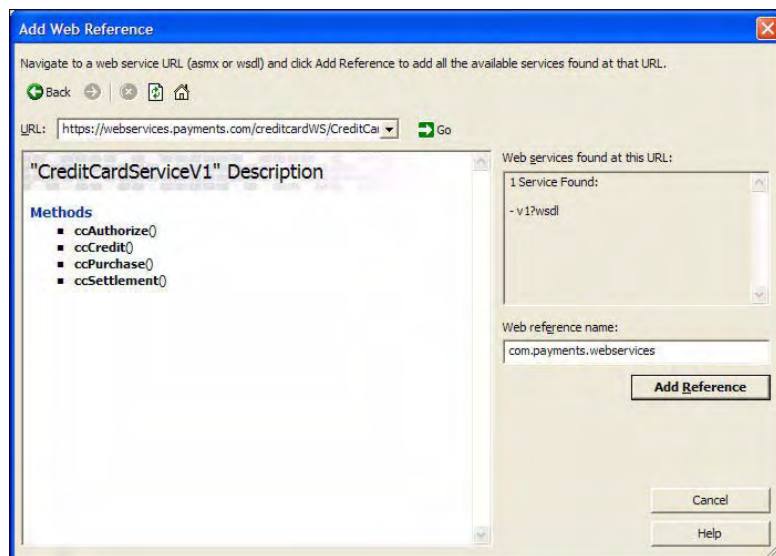 Add Web Reference
Navigate to a web service URL (asmx or wsdl) and click Add Reference to add all the available services found at that URL.
Back
URL: https://webservices.payments.com/creditcardWS/CreditCar Go
"CreditCardServiceV1" Description
Methods
ccAuthorize()
ccCredit()
ccPurchase()
ccSettlement()
Web services found at this URL:
1 Service Found:
- v1?wsdl
Web reference name:
com.payments.webservices
Add Reference
Cancel
Help